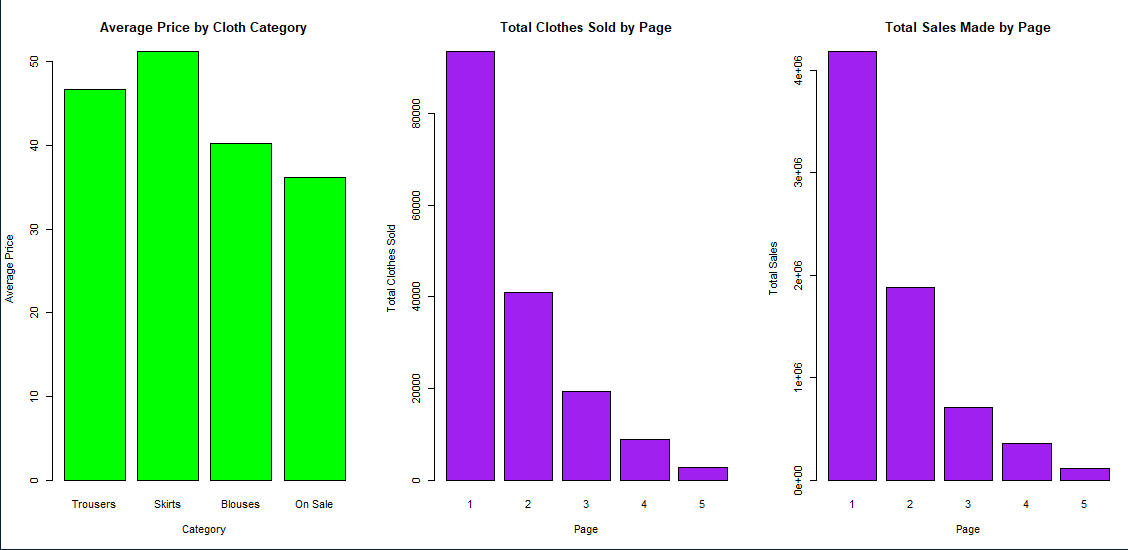 Average Price by Cloth Category
50
40
30
20
10
0
Average Price
Trousers Skirts Blouses On Sale
Category
Total Clothes Sold by Page
80000
60000
40000
20000
0
Total Clothes Sold
1 2 3 4 5
Page
Total Sales Made by Page
4e+06
3e+06
2e+06
1e+06
0e+00
Total Sales
1 2 3 4 5
Page